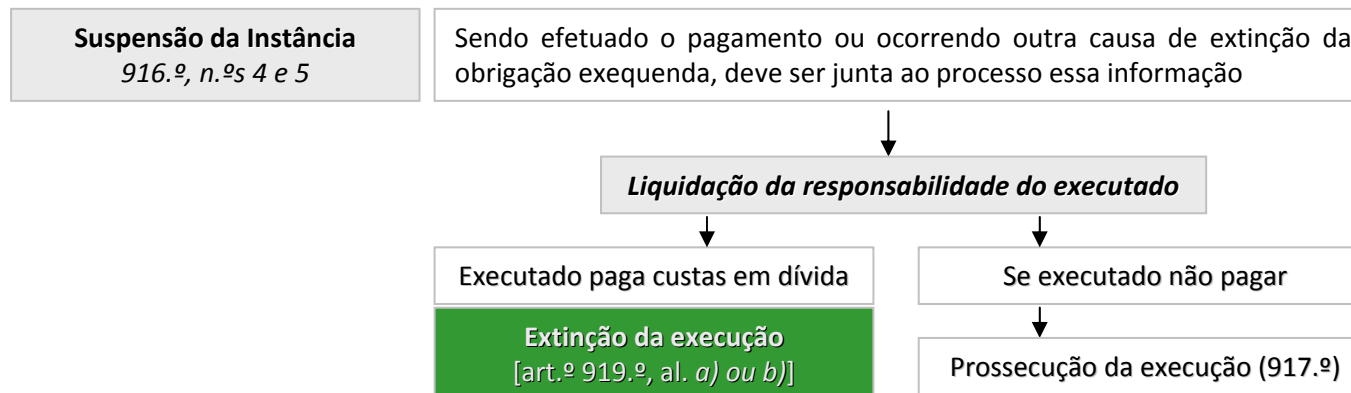 Suspensão da Instância
916.º, n.ºs 4 e 5
Sendo efetuado o pagamento ou ocorrendo outra causa de extinção da
obrigação exequenda, deve ser junta ao processo essa informação
Liquidação da responsabilidade do executado
Executado paga custas em dívida
Extinção da execução
[art.º 919.º, al. a) ou b)]
Se executado não pagar
Prossecução da execução (917.º)